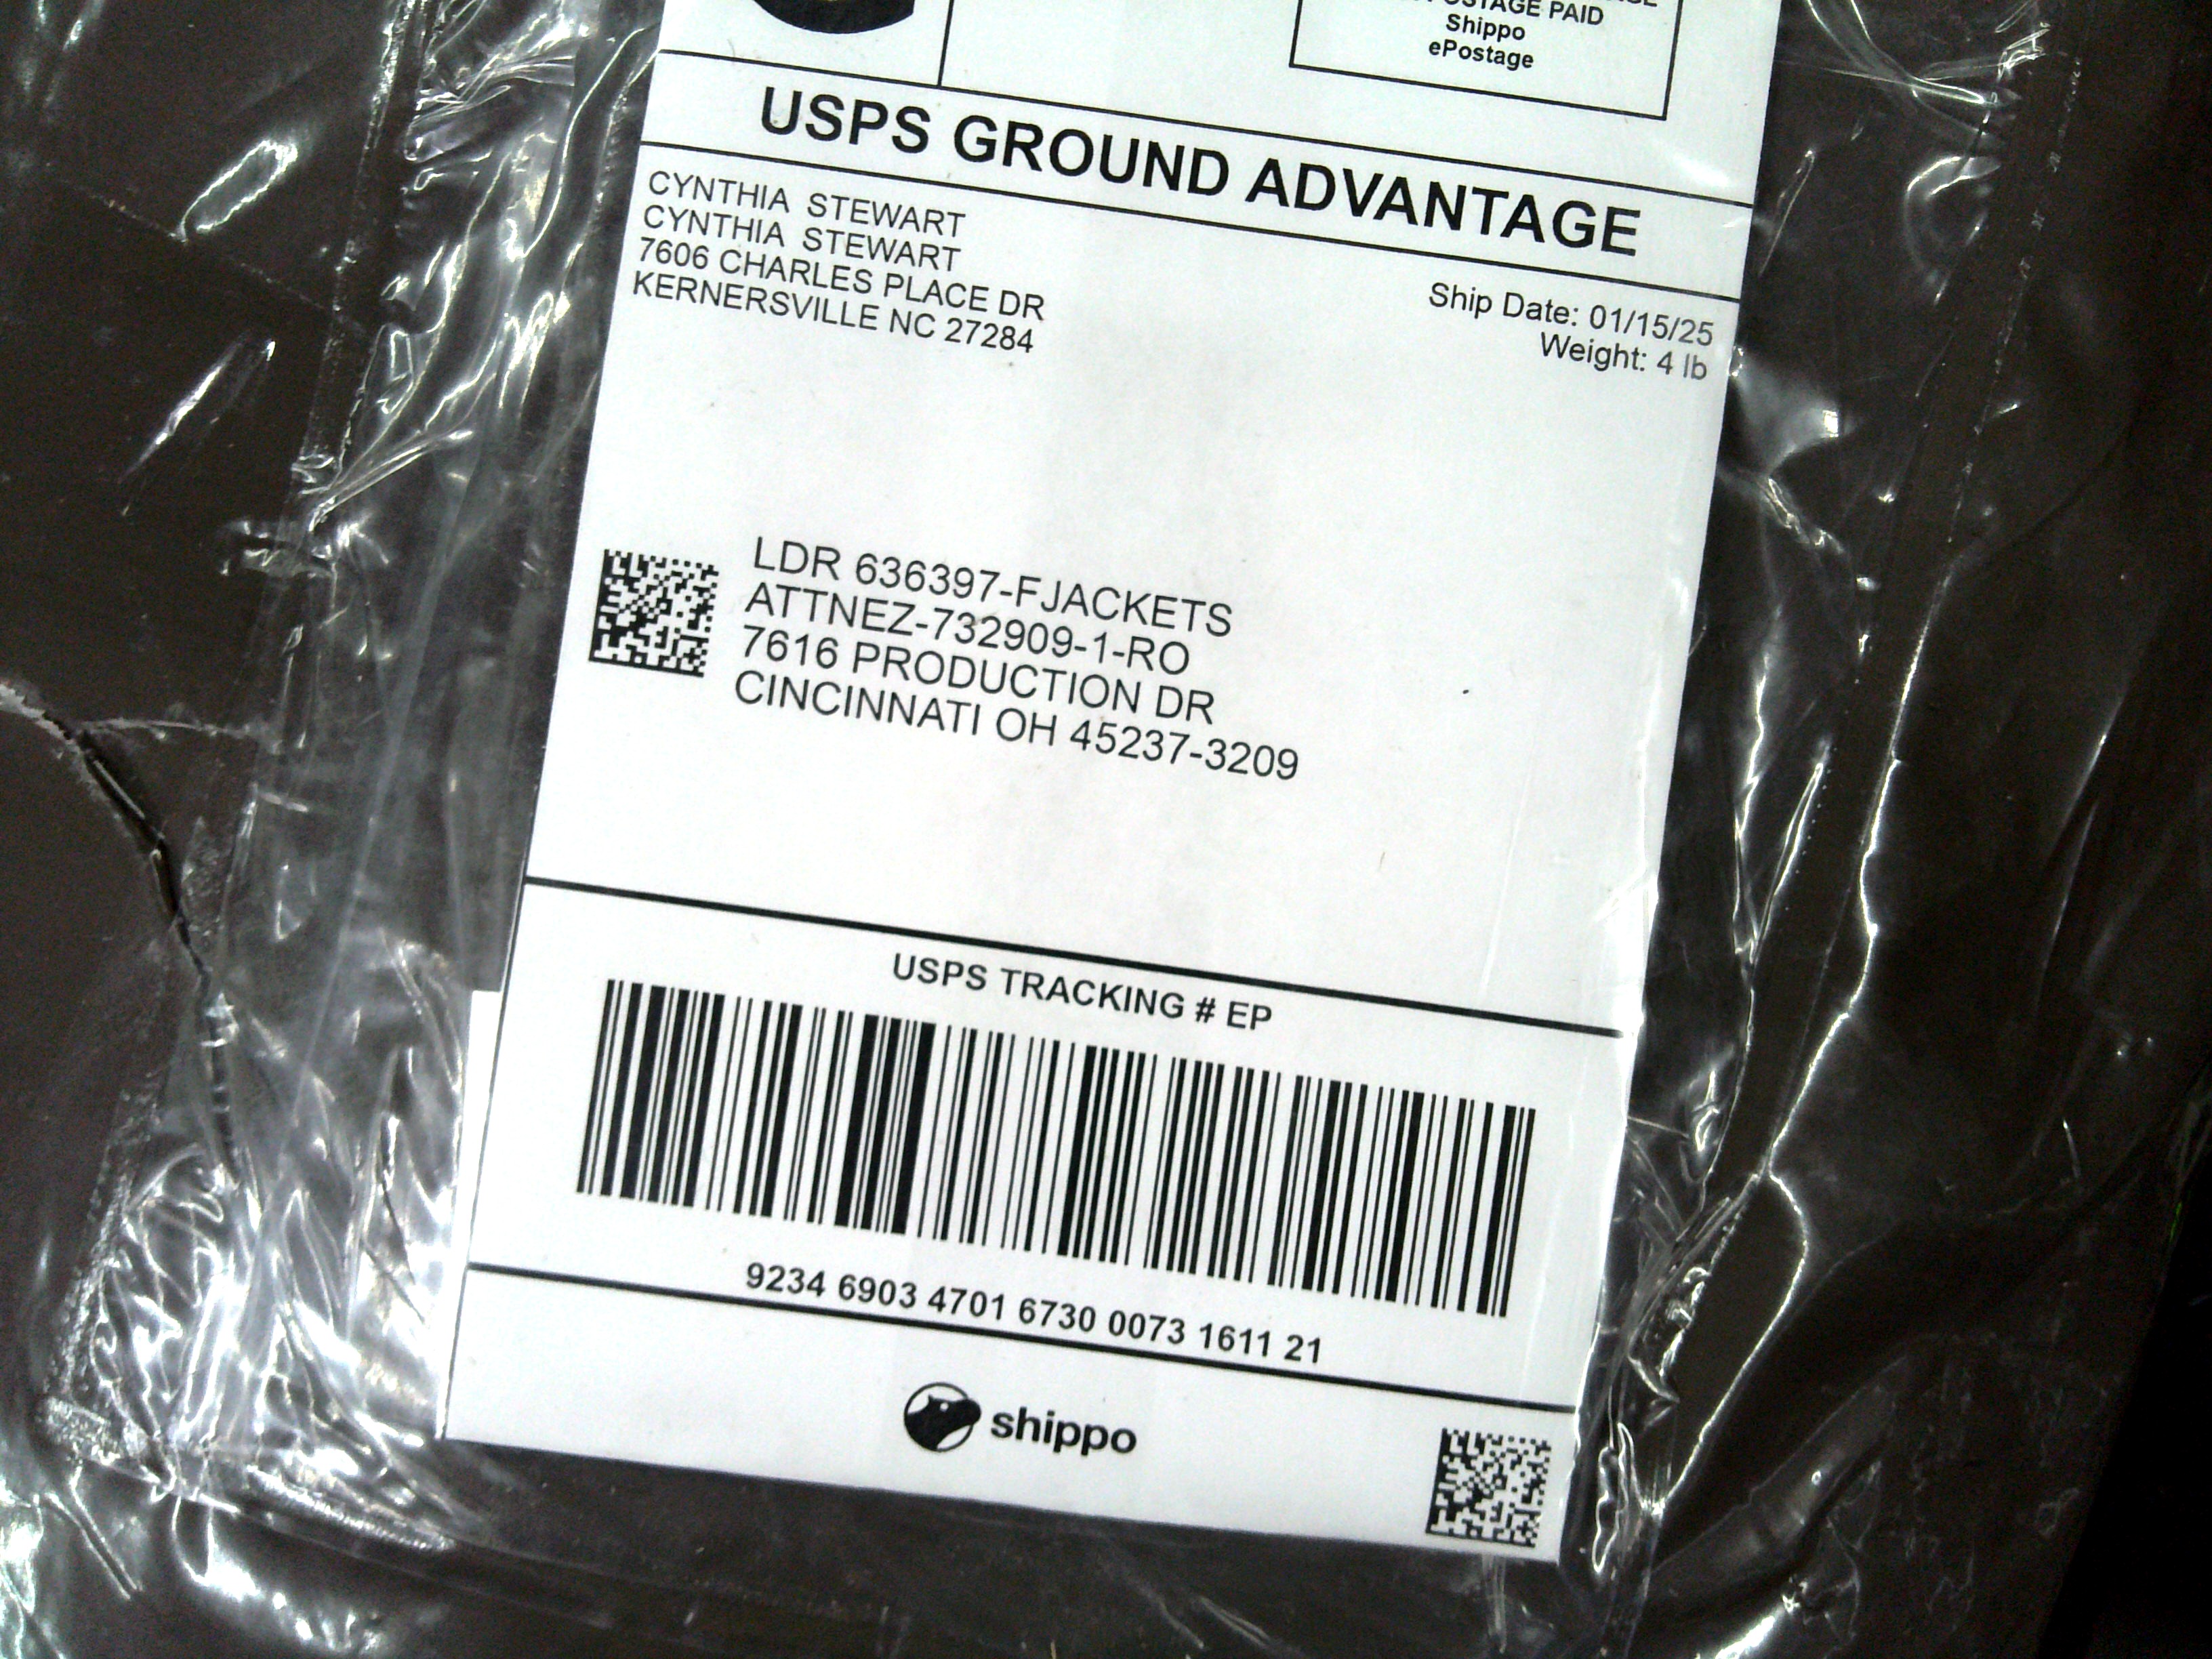 POSTAGE PAID
Shippo
ePostage
USPS GROUND ADVANTAGE
CYNTHIA STEWART
CYNTHIA STEWART
7606 CHARLES PLACE DR
KERNERSVILLE NC 27284
Ship Date: 01/15/25
Weight: 4 lb
LDR 636397-FJACKETS
ATTNEZ-732909-1-RO
7616 PRODUCTION DR
CINCINNATI OH 45237-3209
USPS TRACKING # EP
9234 6903 4701 6730 0073 1611 21
shippo